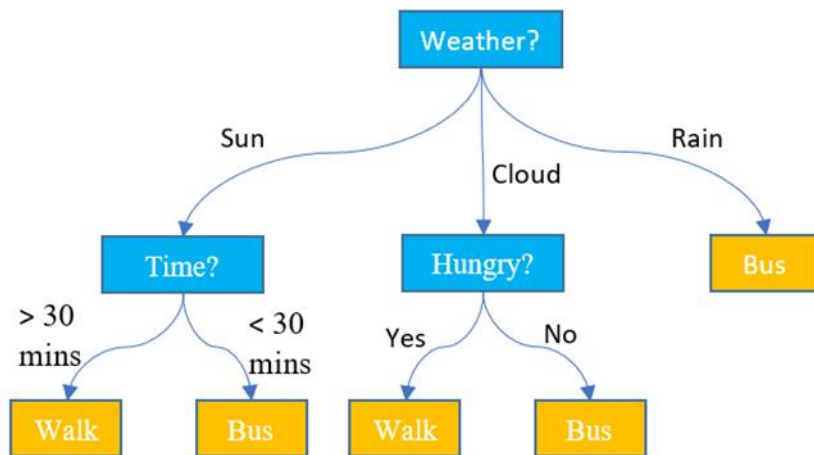 Weather?
Sun
Cloud
Rain
Time?
Hungry?
Bus
> 30
mins
< 30
mins
Yes
No
Walk
Bus
Walk
Bus